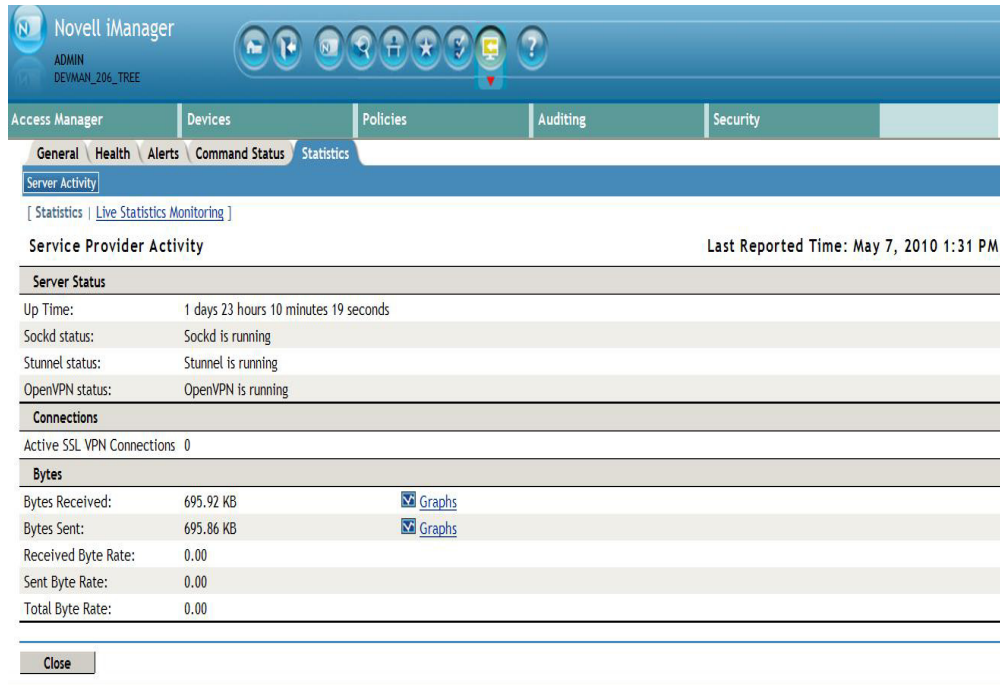 Novell iManager
ADMIN
DEVMAN_206_TREE
Access Manager Devices Policies Auditing Security
General Health Alerts Command Status Statistics
Server Activity
[ Statistics | Live Statistics Monitoring ]
Service Provider Activity Last Reported Time: May 7, 2010 1:31 PM
Server Status
Up Time: 1 days 23 hours 10 minutes 19 seconds
Sockd status: Sockd is running
Stunnel status: Stunnel is running
OpenVPN status: OpenVPN is running
Connections
Active SSL VPN Connections 0
Bytes
Bytes Received: 695.92 KB Graphs
Bytes Sent: 695.86 KB Graphs
Received Byte Rate: 0.00
Sent Byte Rate: 0.00
Total Byte Rate: 0.00
Close